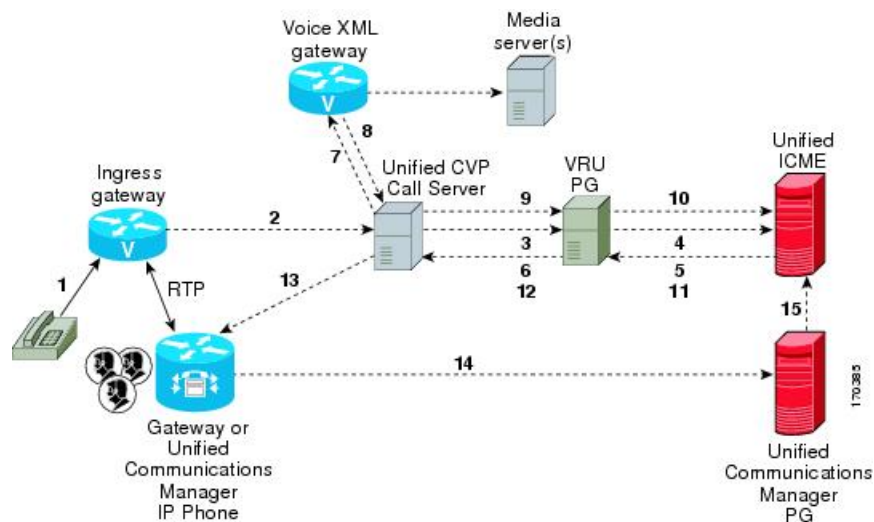 Voice XML
gateway
Media
server(s)
V
8
7
Unified CVP
Call Server
VRU
PG
Unified
ICME
Ingress
gateway
V
2
9
10
3
4
6
5
12
11
1
RTP
13
15
14
170385
Gateway or
Unified
Communications
Manager
IP Phone
Unified
Communications
Manager
PG